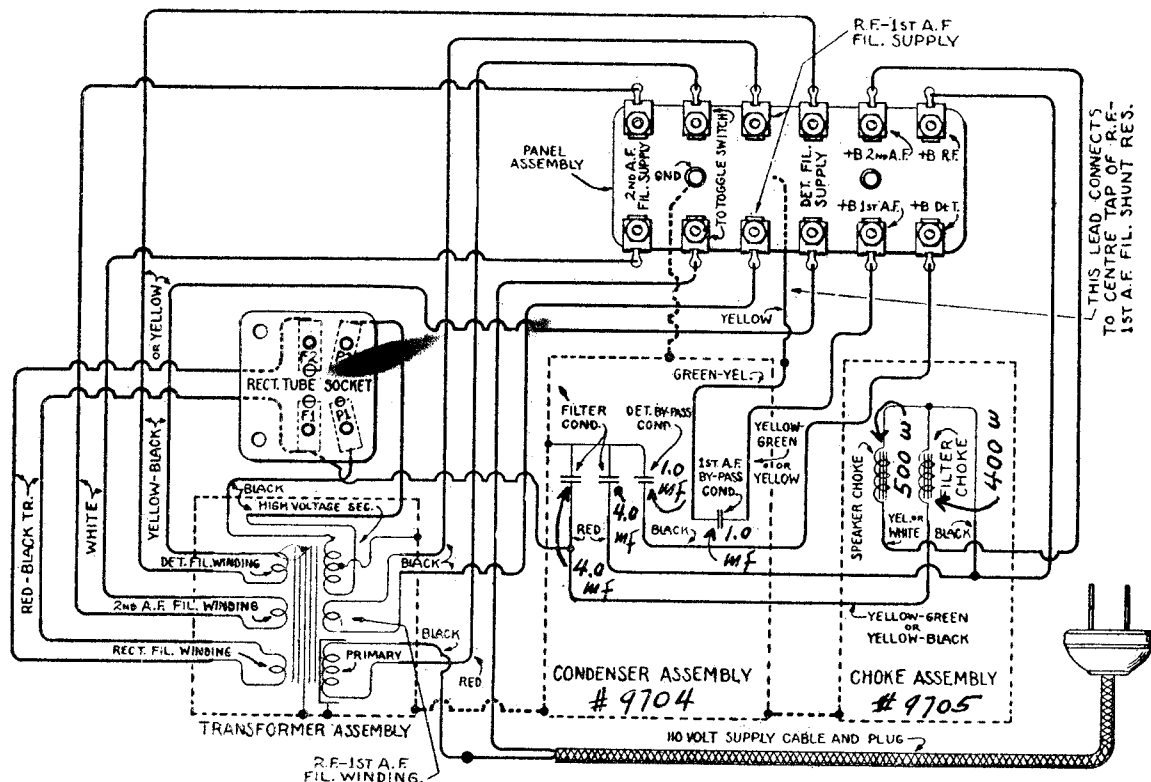 R.F.-1ST A.F.
FIL. SUPPLY
PANEL
ASSEMBLY
2ND A.F.
FIL. SUPPLY
GND
TO TOGGLE SWITCH
DET. FIL.
SUPPLY
+B 2ND A.F.
+B R.F.
+B 1ST A.F.
+B DET.
THIS LEAD CONNECTS
TO CENTRE TAP OF R.F.-
1ST A.F. FIL. SHUNT RES.
OR YELLOW
YELLOW-BLACK
WHITE
RED-BLACK TR.
F2
RECT. TUBE SOCKET
F1
P1
YELLOW
GREEN-YEL.
FILTER
COND.
DET. BY-PASS
COND.
1.0
mf
1ST A.F.
BY-PASS
COND.
YELLOW-
GREEN
OR
YELLOW
4.0
mf
RED
BLACK
1.0
mf
4.0
mf
SPEAKER CHOKE
500 W
FILTER
CHOKE
400 W
YEL. OR
WHITE
BLACK
YELLOW-GREEN
OR
YELLOW-BLACK
BLACK
HIGH VOLTAGE SEC.
DET. FIL. WINDING
BLACK
2ND A.F. FIL. WINDING
BLACK
RECT. FIL. WINDING
PRIMARY
RED
TRANSFORMER ASSEMBLY
CONDENSER ASSEMBLY
# 9704
CHOKE ASSEMBLY
# 9705
R.F.-1ST A.F.
FIL. WINDING.
110 VOLT SUPPLY CABLE AND PLUG